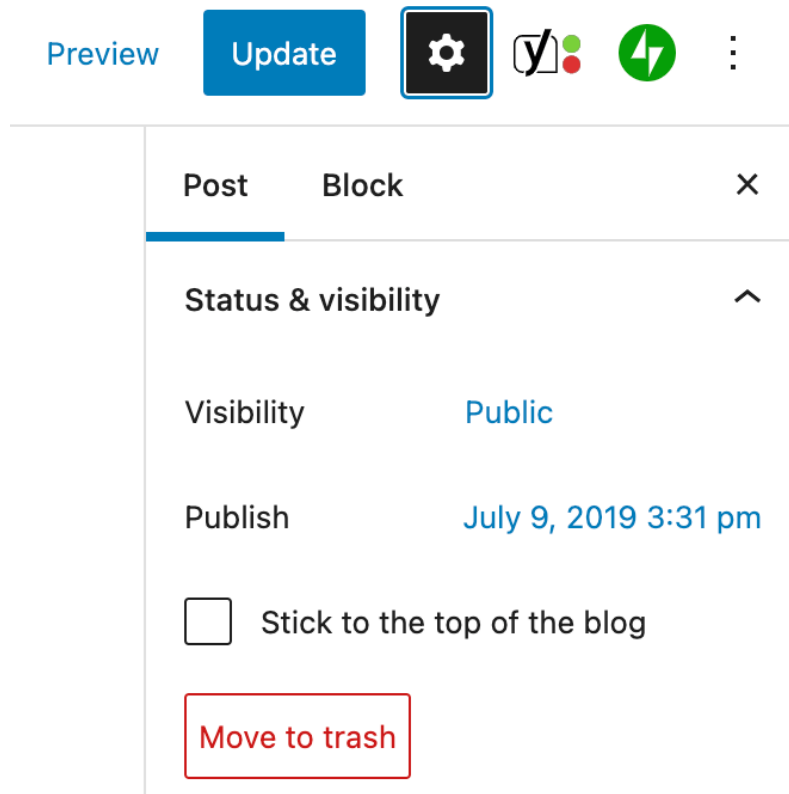 Preview Update
Post Block
Status & visibility
Visibility Public
Publish July 9, 2019 3:31 pm
Stick to the top of the blog
Move to trash